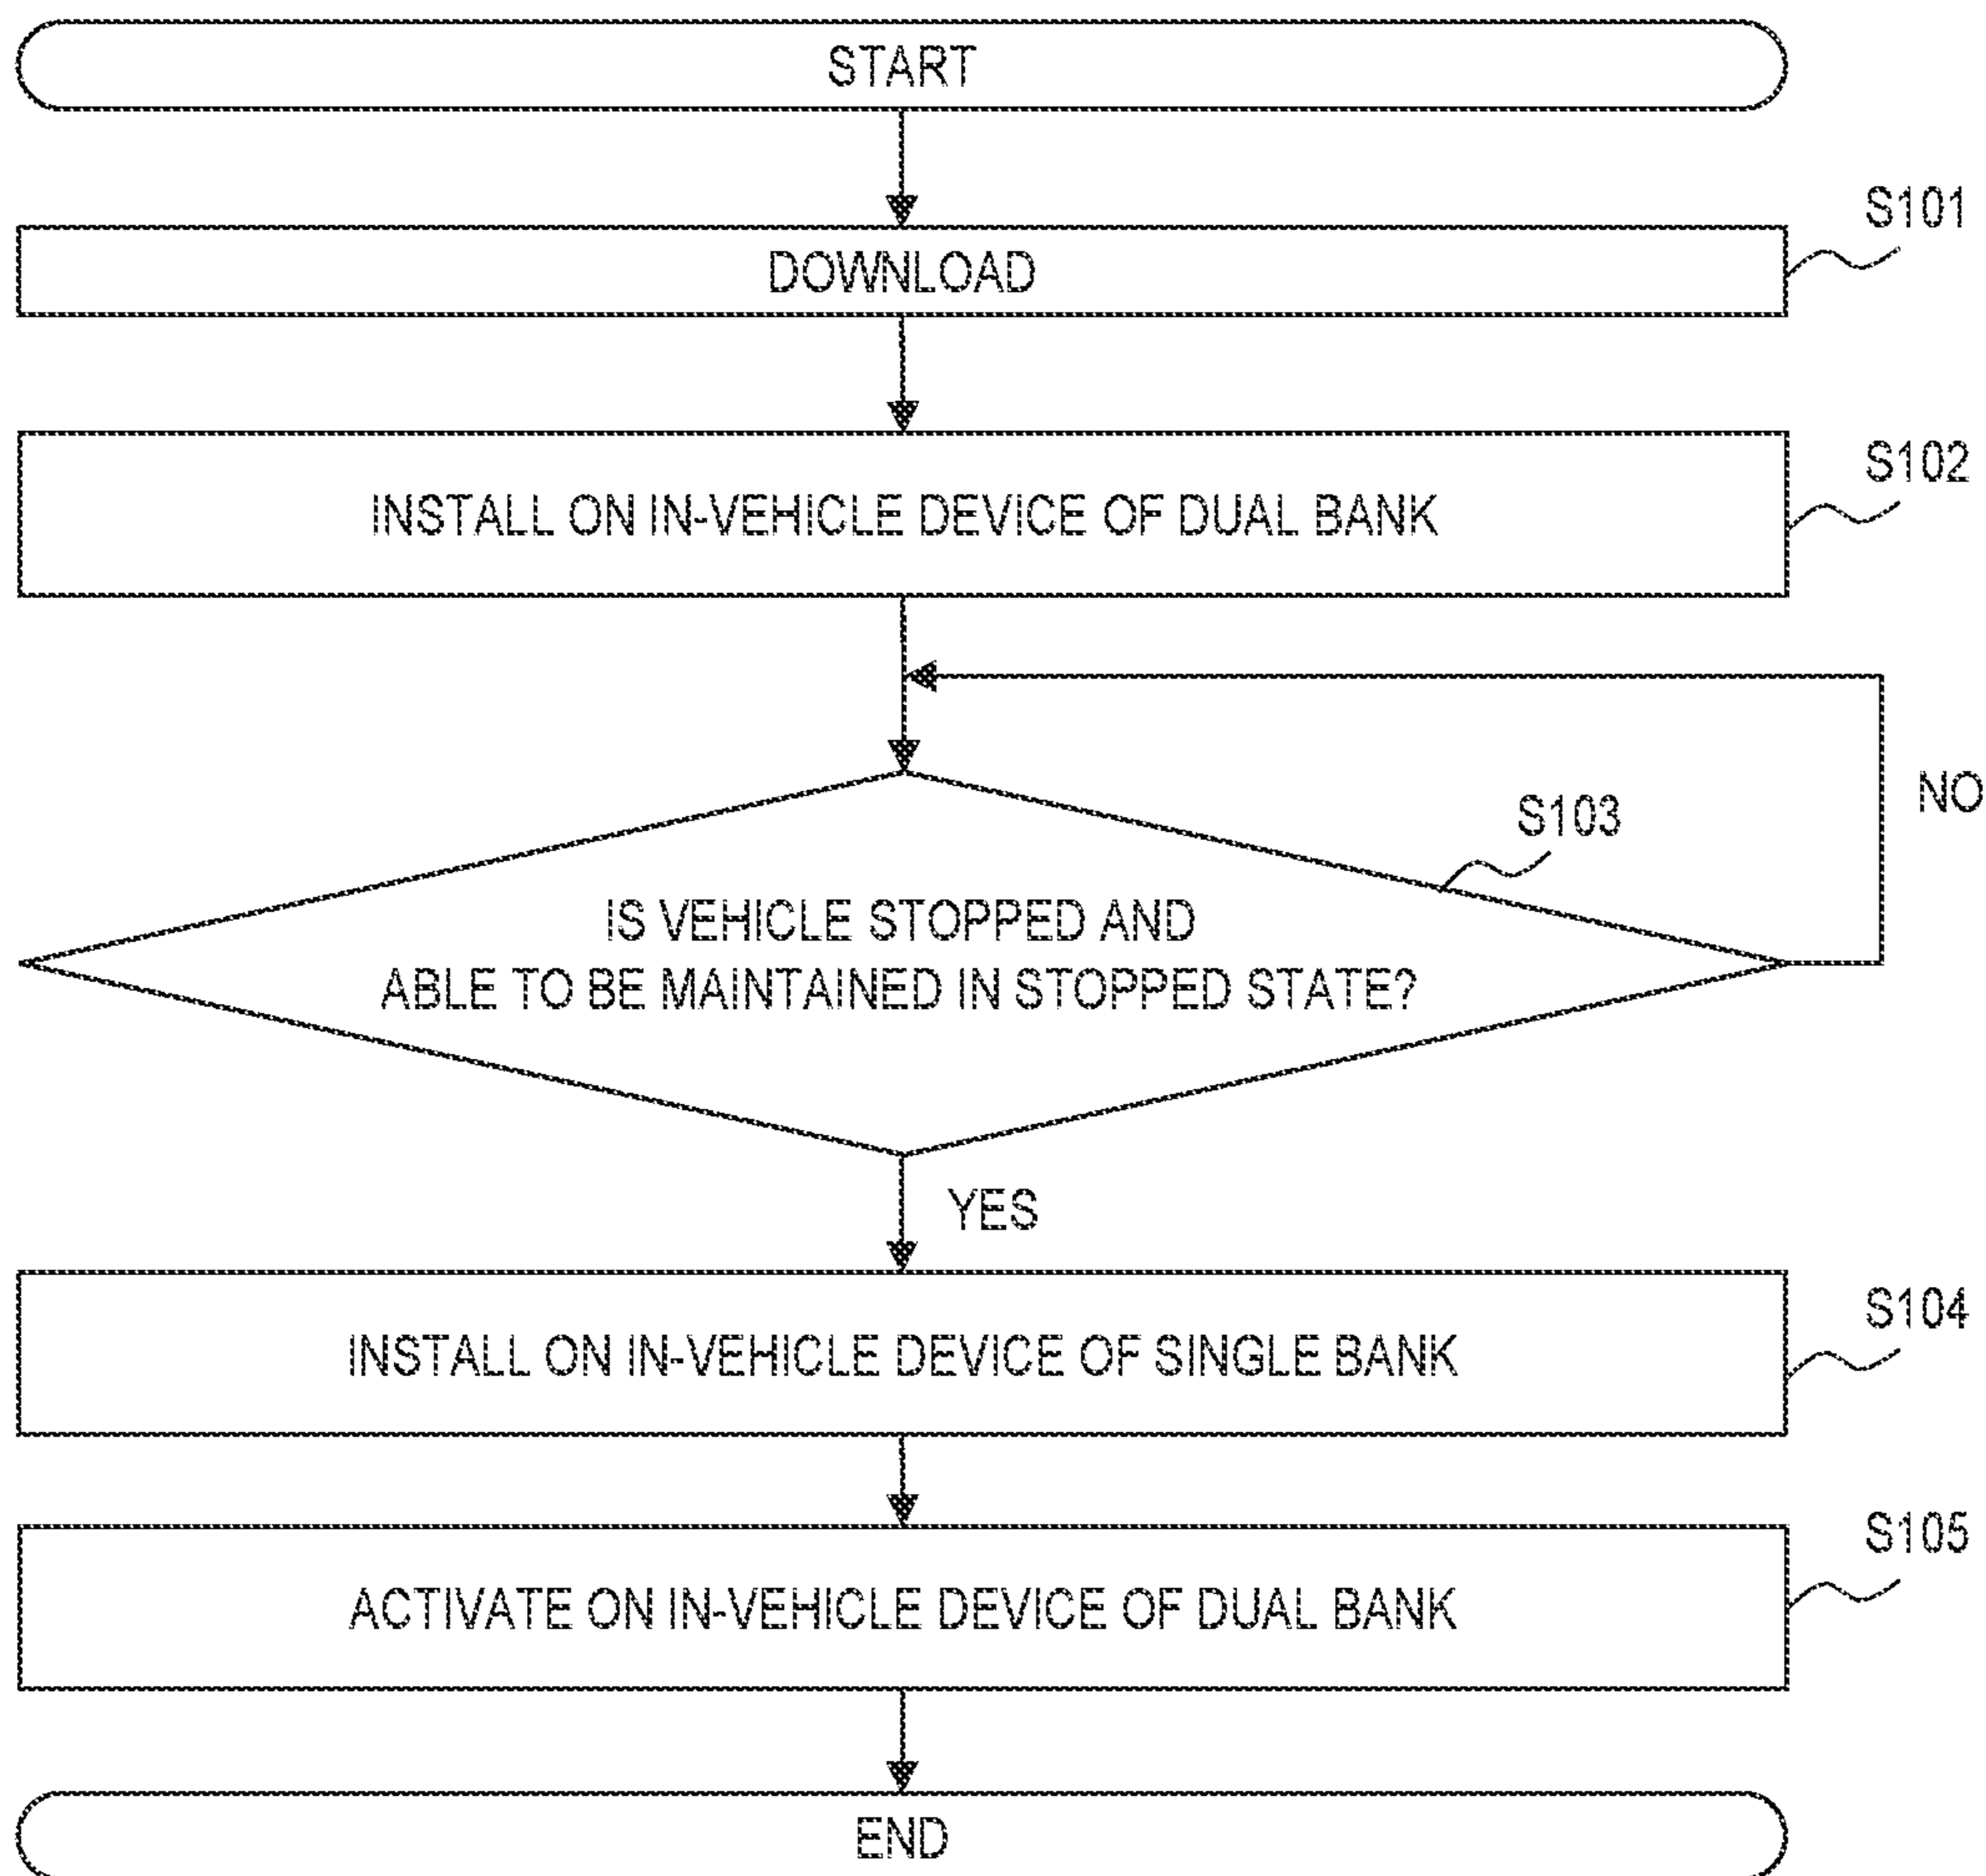 START
S101
DOWNLOAD
S102
INSTALL ON IN-VEHICLE DEVICE OF DUAL BANK
NO
S103
IS VEHICLE STOPPED AND
ABLE TO BE MAINTAINED IN STOPPED STATE?
YES
S104
INSTALL ON IN-VEHICLE DEVICE OF SINGLE BANK
S105
ACTIVATE ON IN-VEHICLE DEVICE OF DUAL BANK
END